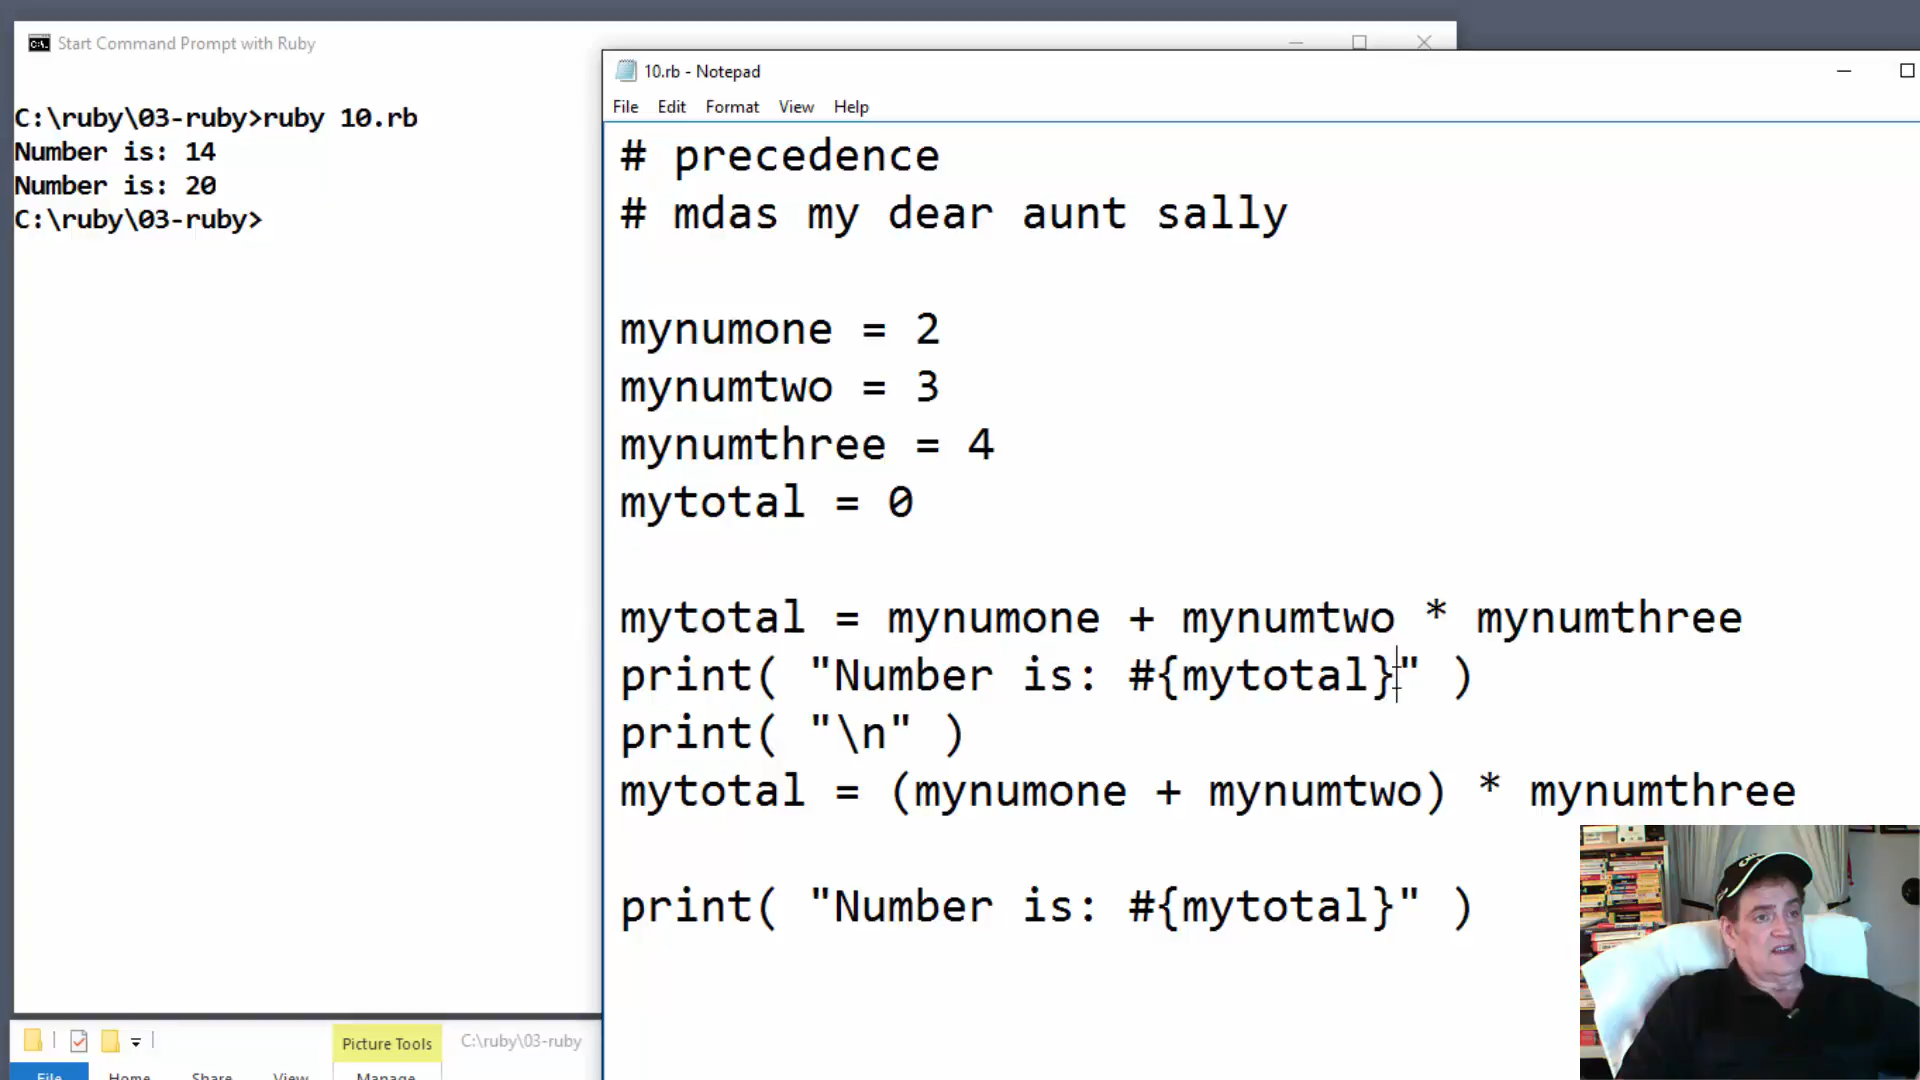 Start Command Prompt with Ruby
C:\ruby\03-ruby>ruby 10.rb
Number is: 14
Number is: 20
C:\ruby\03-ruby>
10.rb - Notepad
File Edit Format View Help
# precedence
# mdas my dear aunt sally
mynumone = 2
mynumtwo = 3
mynumthree = 4
mytotal = 0
mytotal = mynumone + mynumtwo * mynumthree
print( "Number is: #{mytotal}" )
print( "\n" )
mytotal = (mynumone + mynumtwo) * mynumthree
print( "Number is: #{mytotal}" )
Picture Tools C:\ruby\03-ruby
File Home Share View Manage